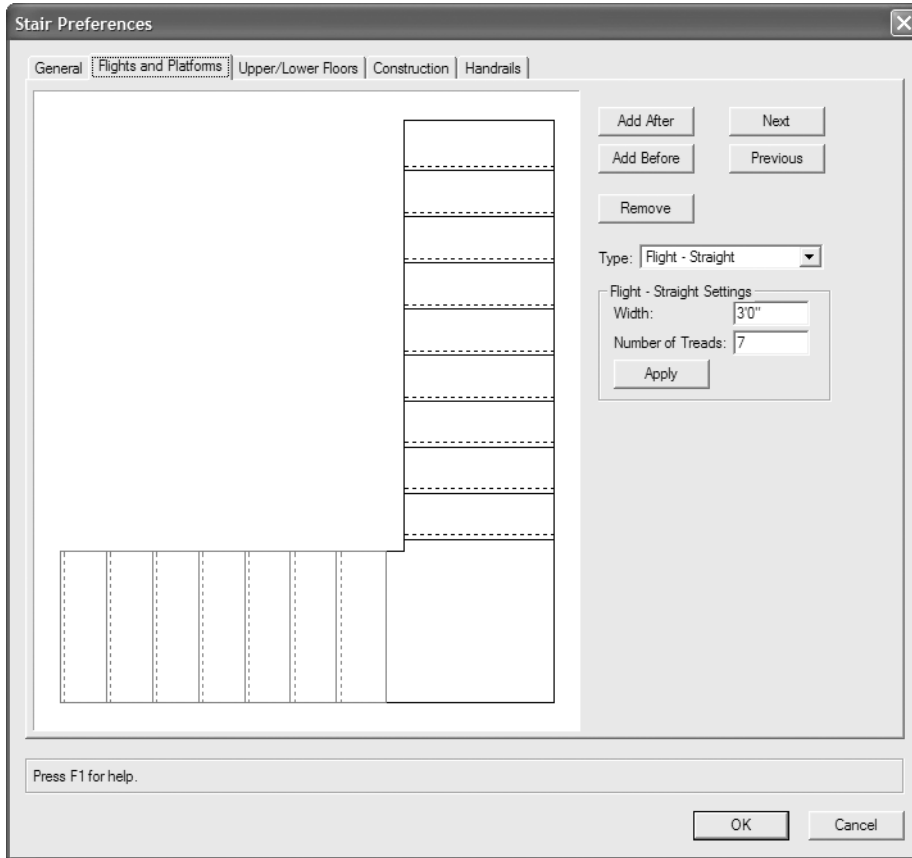 Stair Preferences
General Flights and Platforms Upper/Lower Floors Construction Handrails
Add After Next
Add Before Previous
Remove
Type: Flight - Straight
Flight - Straight Settings
Width: 3'0"
Number of Treads: 7
Apply
Press F1 for help.
OK Cancel